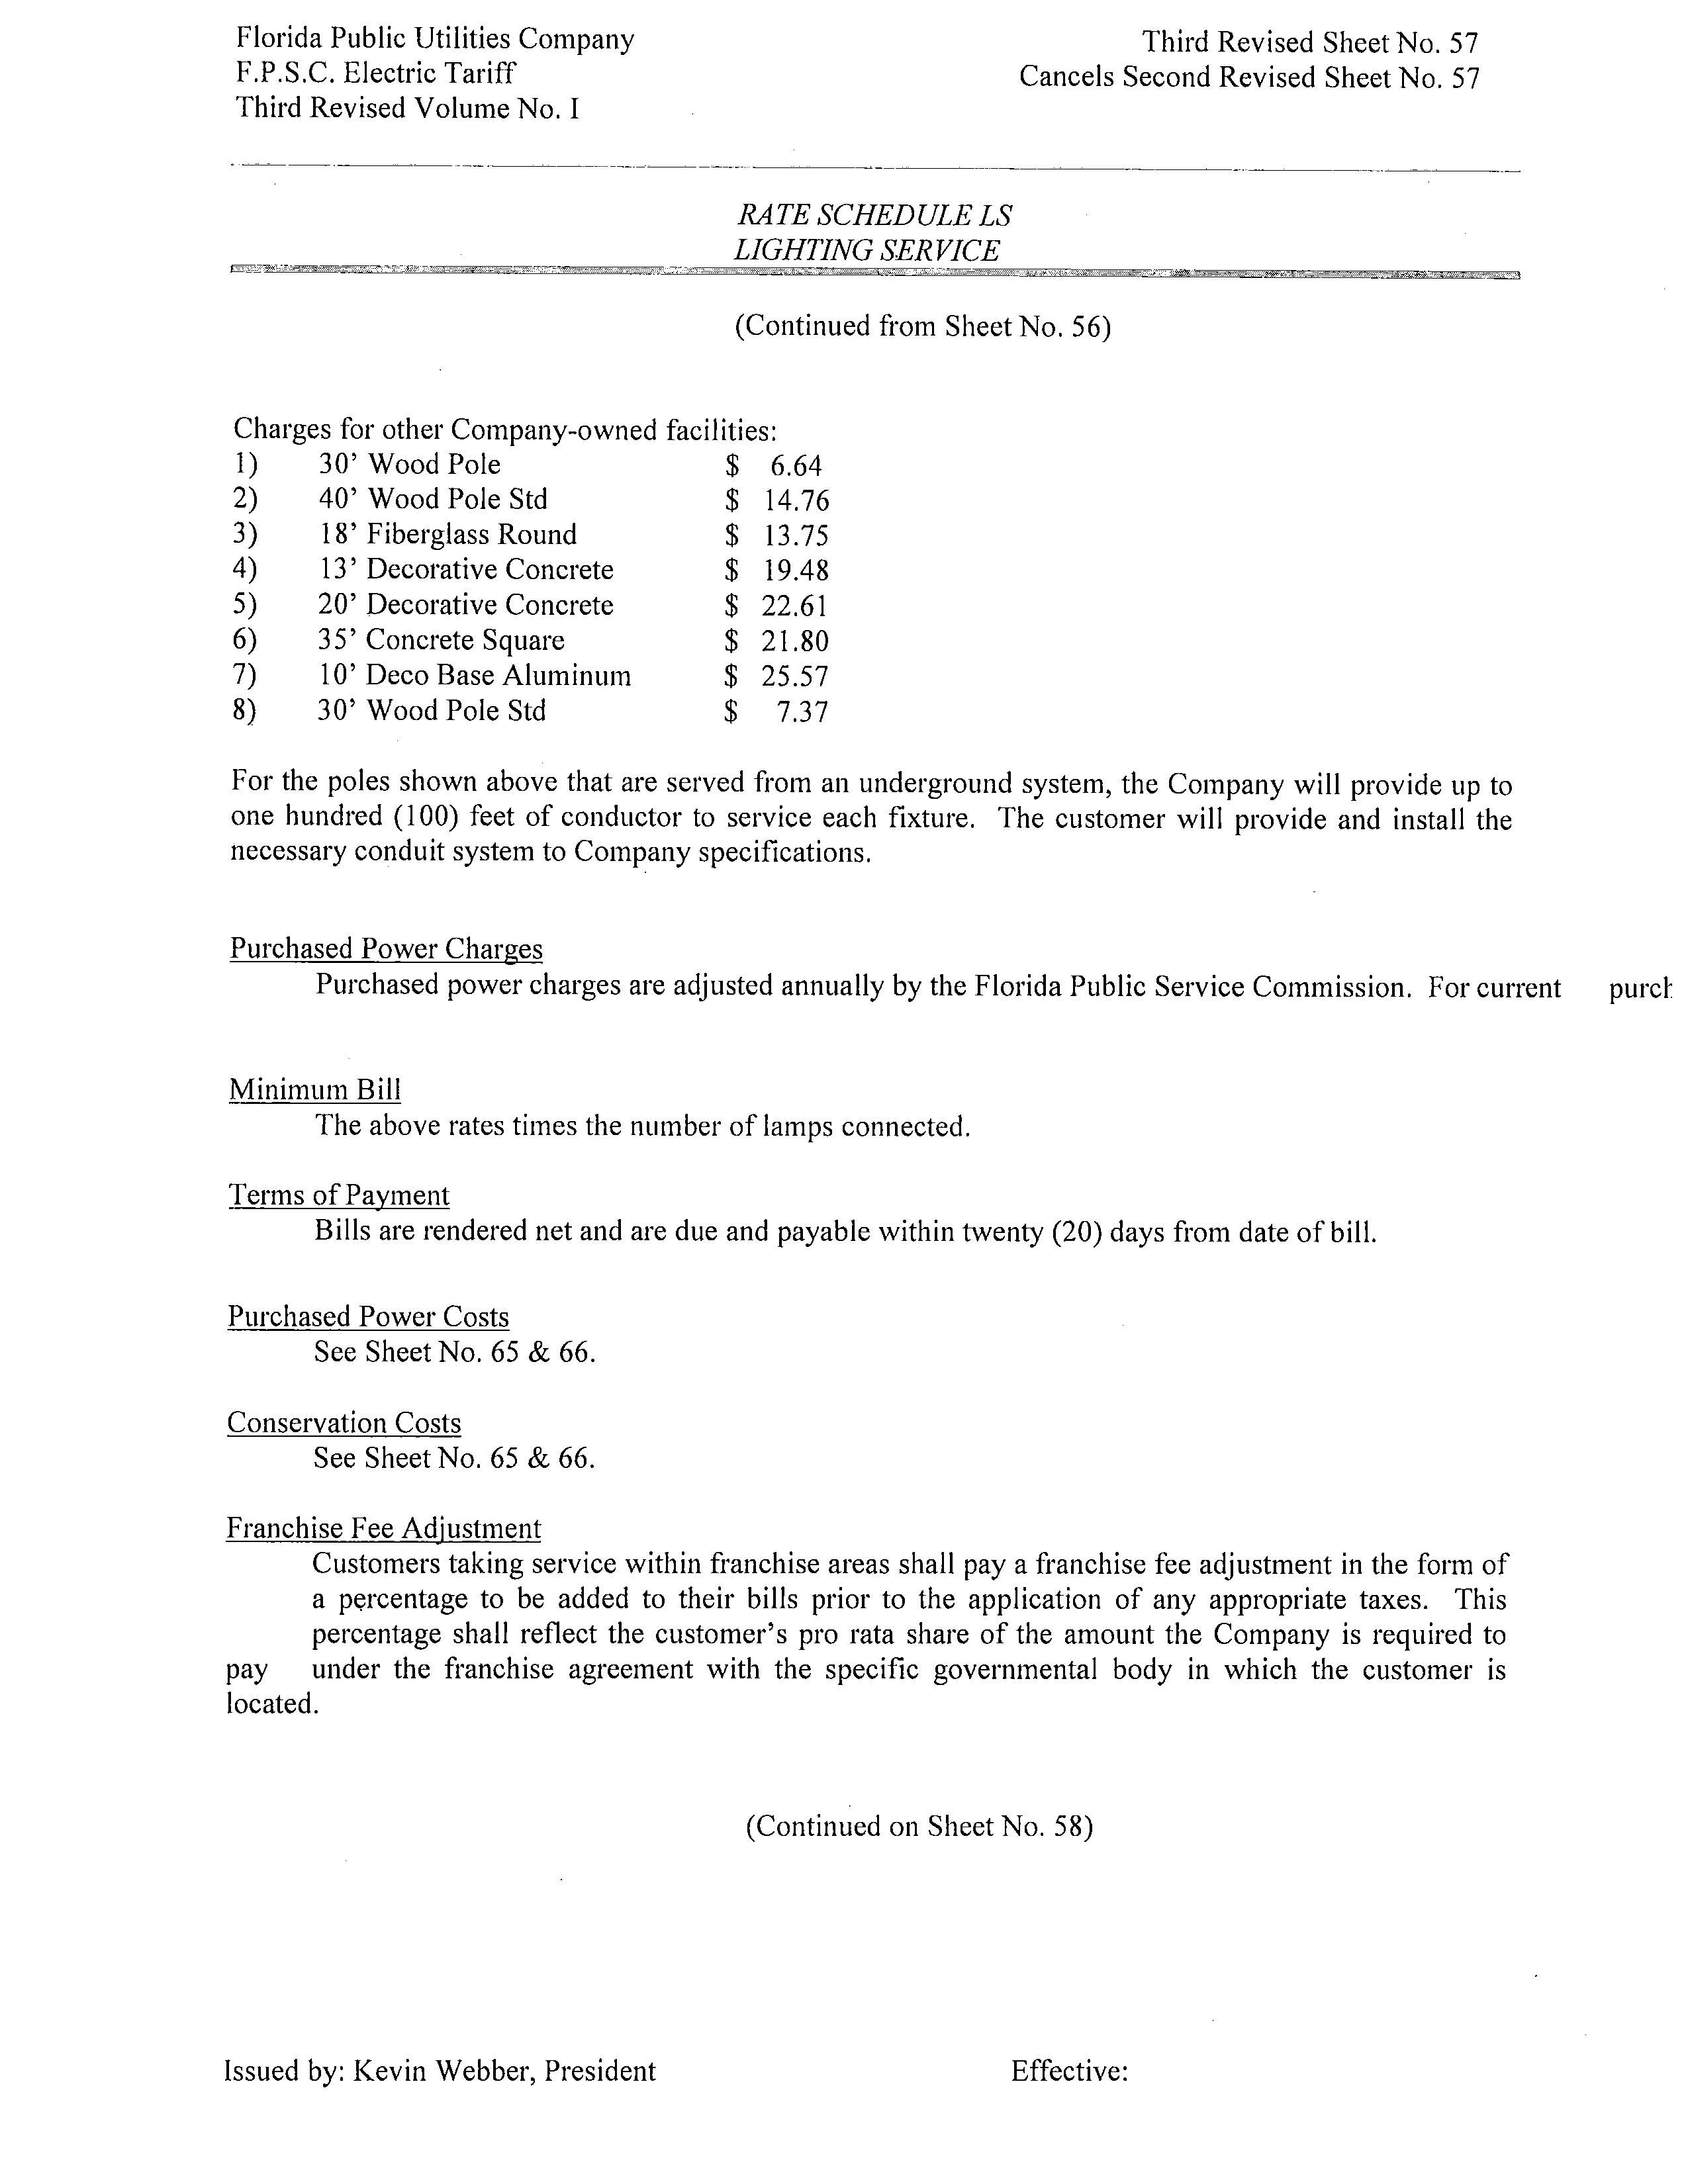 Florida Public Utilities Company
F.P.S.C. Electric Tariff
Third Revised Volume No. I
Third Revised Sheet No. 57
Cancels Second Revised Sheet No. 57
RATE SCHEDULE LS
LIGHTING SERVICE
(Continued from Sheet No. 56)
Charges for other Company-owned facilities:
1) 30’ Wood Pole $ 6.64
2) 40’ Wood Pole Std $ 14.76
3) 18’ Fiberglass Round $ 13.75
4) 13’ Decorative Concrete $ 19.48
5) 20’ Decorative Concrete $ 22.61
6) 35’ Concrete Square $ 21.80
7) 10’ Deco Base Aluminum $ 25.57
8) 30’ Wood Pole Std $ 7.37
For the poles shown above that are served from an underground system, the Company will provide up to
one hundred (100) feet of conductor to service each fixture. The customer will provide and install the
necessary conduit system to Company specifications.
Purchased Power Charges
Purchased power charges are adjusted annually by the Florida Public Service Commission. For current
Minimum Bill
The above rates times the number of lamps connected.
Terms of Payment
Bills are rendered net and are due and payable within twenty (20) days from date of bill.
Purchased Power Costs
See Sheet No. 65 & 66.
Conservation Costs
See Sheet No. 65 & 66.
Franchise Fee Adjustment
Customers taking service within franchise areas shall pay a franchise fee adjustment in the form of
a percentage to be added to their bills prior to the application of any appropriate taxes. This
percentage shall reflect the customer’s pro rata share of the amount the Company is required to
pay under the franchise agreement with the specific governmental body in which the customer is
located.
(Continued on Sheet No. 58)
Issued by: Kevin Webber, President
Effective: